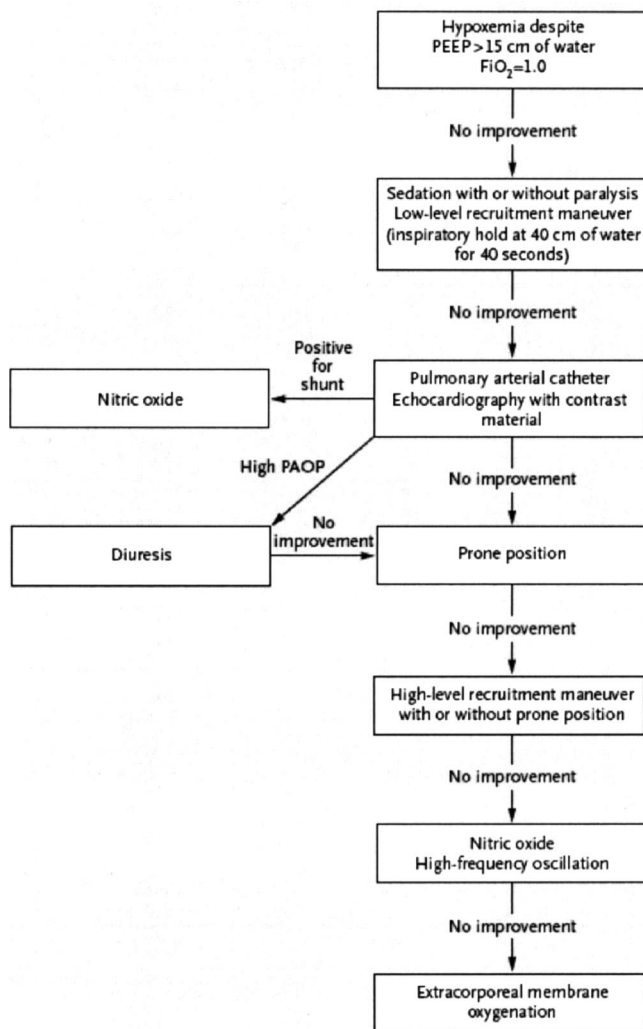 Hypoxemia despite
PEEP>15 cm of water
FiO₂=1.0
No improvement
Sedation with or without paralysis
Low-level recruitment maneuver
(inspiratory hold at 40 cm of water
for 40 seconds)
No improvement
Positive
for
shunt
Nitric oxide
Pulmonary arterial catheter
Echocardiography with contrast
material
High PAOP
No improvement
No
improvement
Diuresis
Prone position
No improvement
High-level recruitment maneuver
with or without prone position
No improvement
Nitric oxide
High-frequency oscillation
No improvement
Extracorporeal membrane
oxygenation